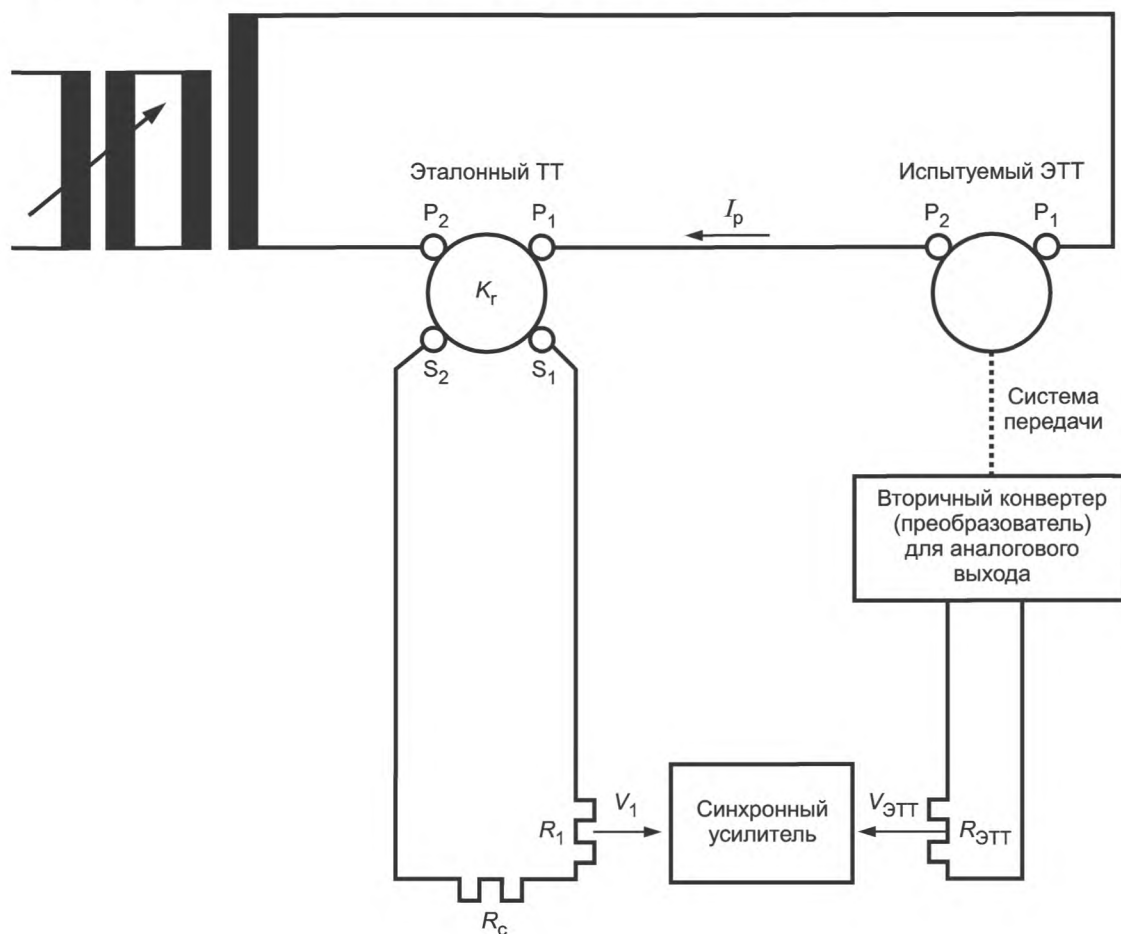 Эталонный ТТ
Испытуемый ЭТТ
P2
P1
Ip
P2
P1
Kr
S2
S1
Система
передачи
Вторичный конвертер
(преобразователь)
для аналогового
выхода
R1
V1
Синхронный
усилитель
VЭТТ
RЭТТ
Rc